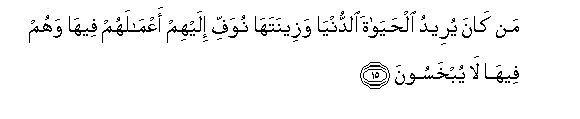 مَن كَانَ يُرِيدُ ٱلْحَيَوٰةَ ٱلدُّنْيَا وَزِينَتَهَا نُوَفِّ إِلَيْهِمْ أَعْمَـٰلَهُمْ فِيهَا وَهُمْ
فِيهَا لَا يُبْخَسُونَ ١٥